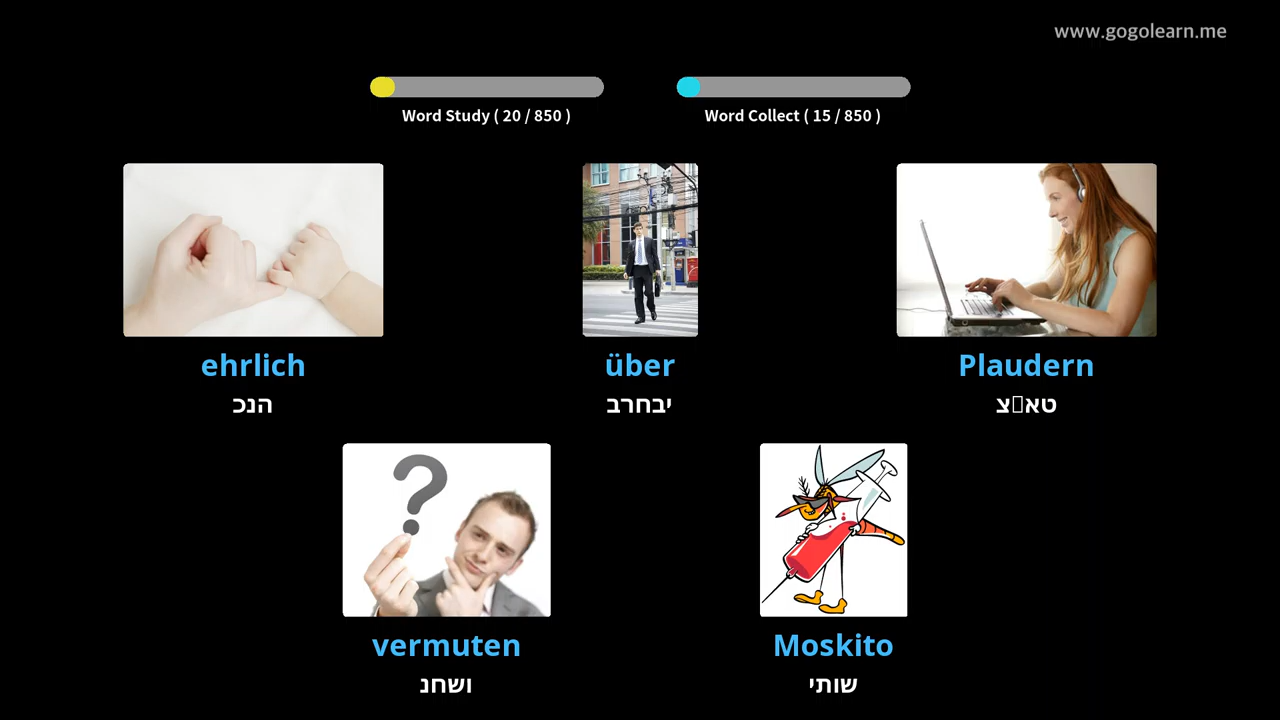 www.gogolearn.me
Word Study ( 20 / 850 )
Word Collect ( 15 / 850 )
ehrlich
הנכ
über
יבחרב
Plaudern
טא▯צ
vermuten
ושחנ
Moskito
שותי